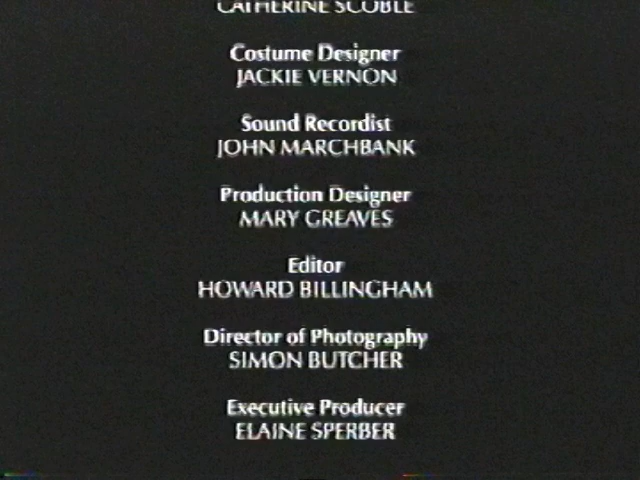 CATHERINE SCOBLE
Costume Designer
JACKIE VERNON
Sound Recordist
JOHN MARCHBANK
Production Designer
MARY GREAVES
Editor
HOWARD BILLINGHAM
Director of Photography
SIMON BUTCHER
Executive Producer
ELAINE SPERBER